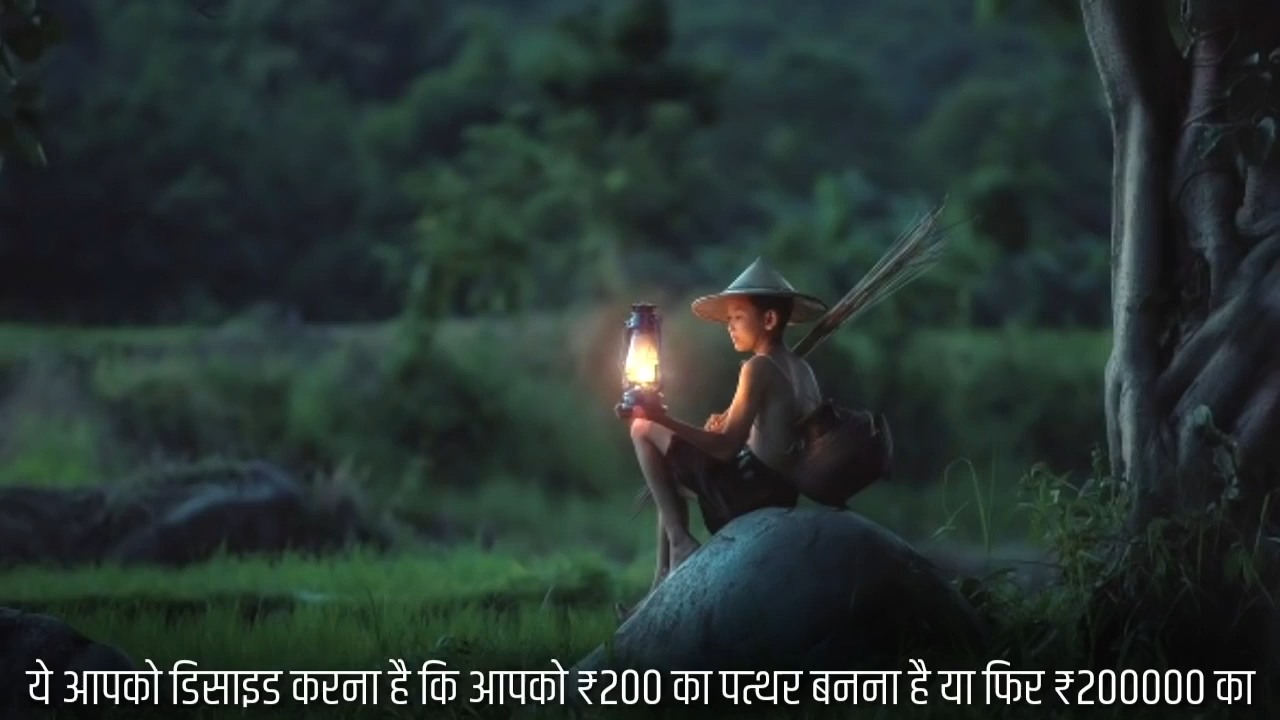 ये आपको डिसाइड करना है कि आपको ₹200 का पत्थर बनना है या फिर ₹200000 का